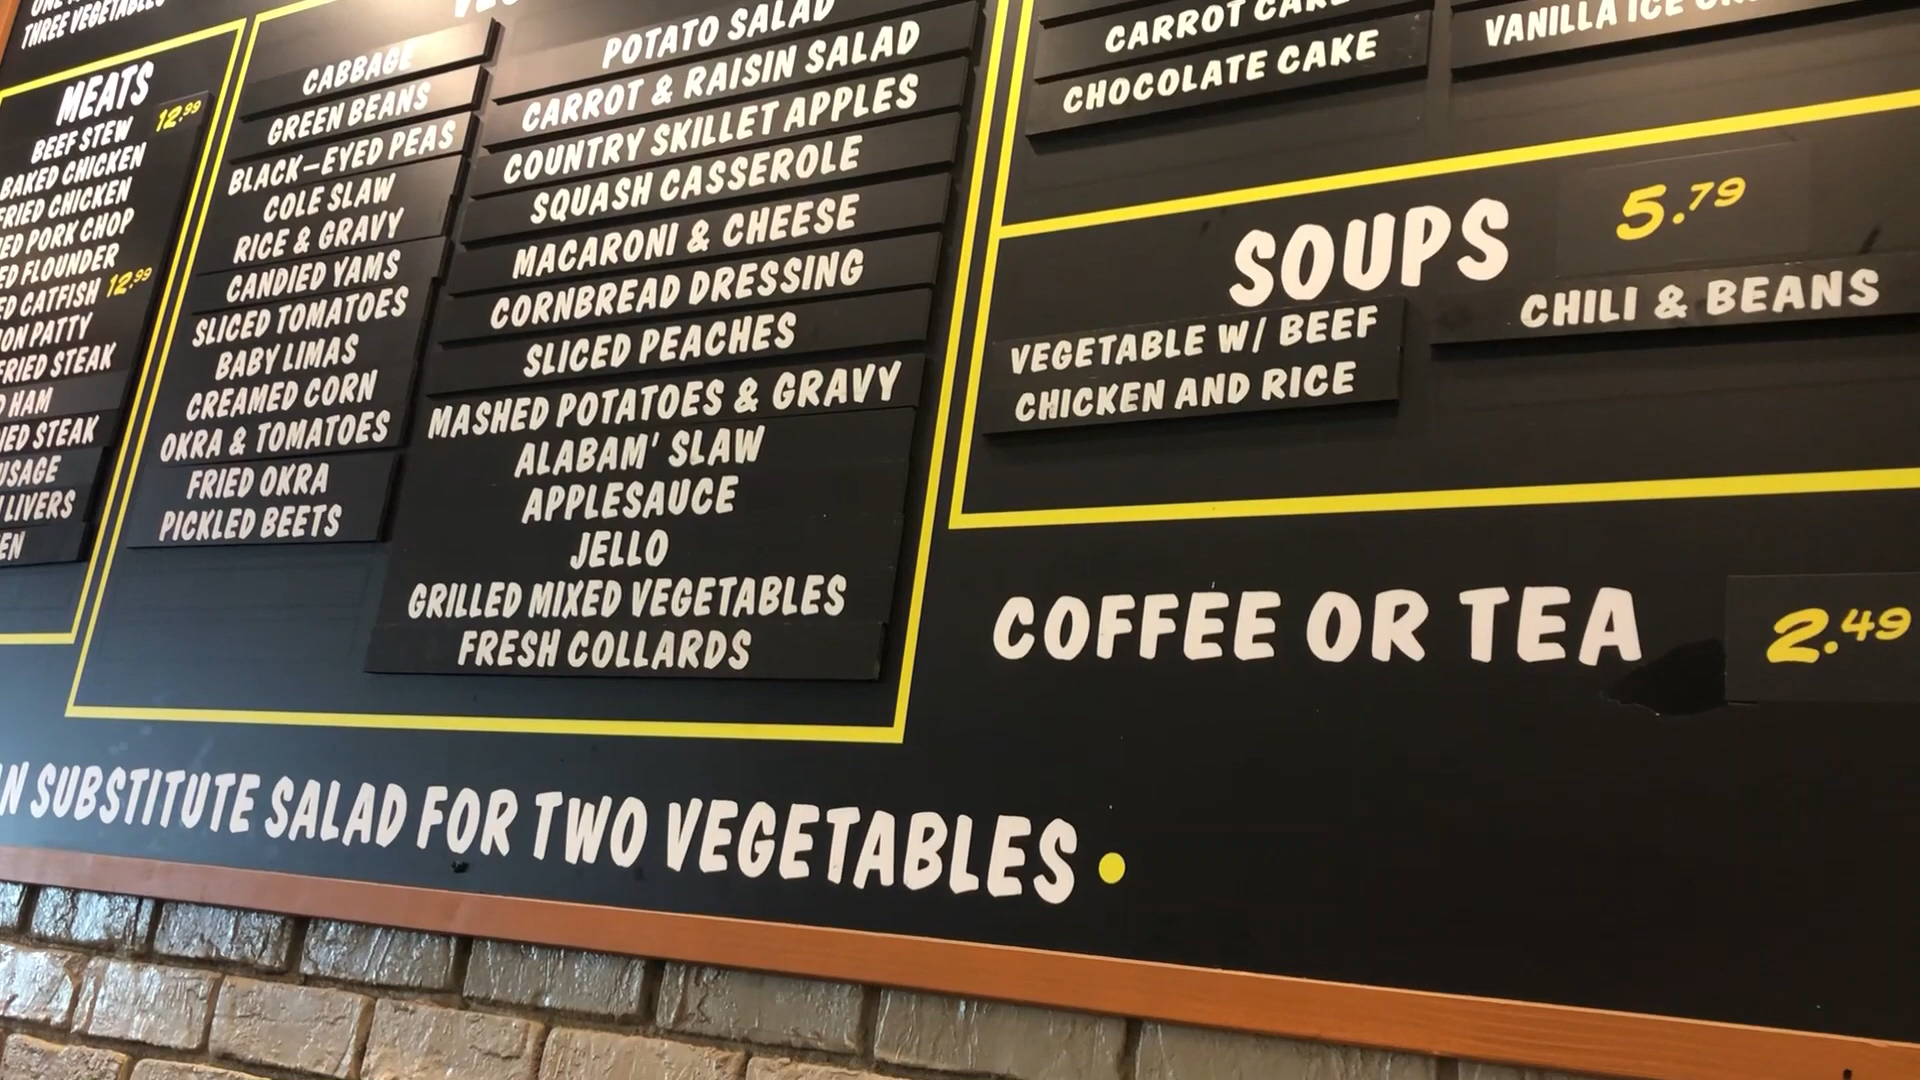 THREE VEGETABLES
MEATS
BEEF STEW 12.99
BAKED CHICKEN
FRIED CHICKEN
PORK CHOP
FLOUNDER
CATFISH 12.99
PATTY
FRIED STEAK
HAM
STEAK
LIVERS
CABBAGE
GREEN BEANS
BLACK-EYED PEAS
COLE SLAW
RICE & GRAVY
CANDIED YAMS
SLICED TOMATOES
BABY LIMAS
CREAMED CORN
OKRA & TOMATOES
FRIED OKRA
PICKLED BEETS
POTATO SALAD
CARROT & RAISIN SALAD
COUNTRY SKILLET APPLES
SQUASH CASSEROLE
MACARONI & CHEESE
CORNBREAD DRESSING
SLICED PEACHES
MASHED POTATOES & GRAVY
ALABAM' SLAW
APPLESAUCE
JELLO
GRILLED MIXED VEGETABLES
FRESH COLLARDS
CARROT CAKE
CHOCOLATE CAKE
VANILLA ICE
SOUPS 5.79
VEGETABLE W/ BEEF
CHICKEN AND RICE
CHILI & BEANS
COFFEE OR TEA 2.49
SUBSTITUTE SALAD FOR TWO VEGETABLES •